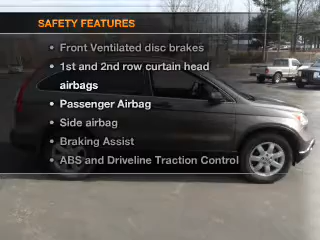 SAFETY FEATURES
• Front Ventilated disc brakes
• 1st and 2nd row curtain head
airbags
• Passenger Airbag
• Side airbag
• Braking Assist
• ABS and Driveline Traction Control